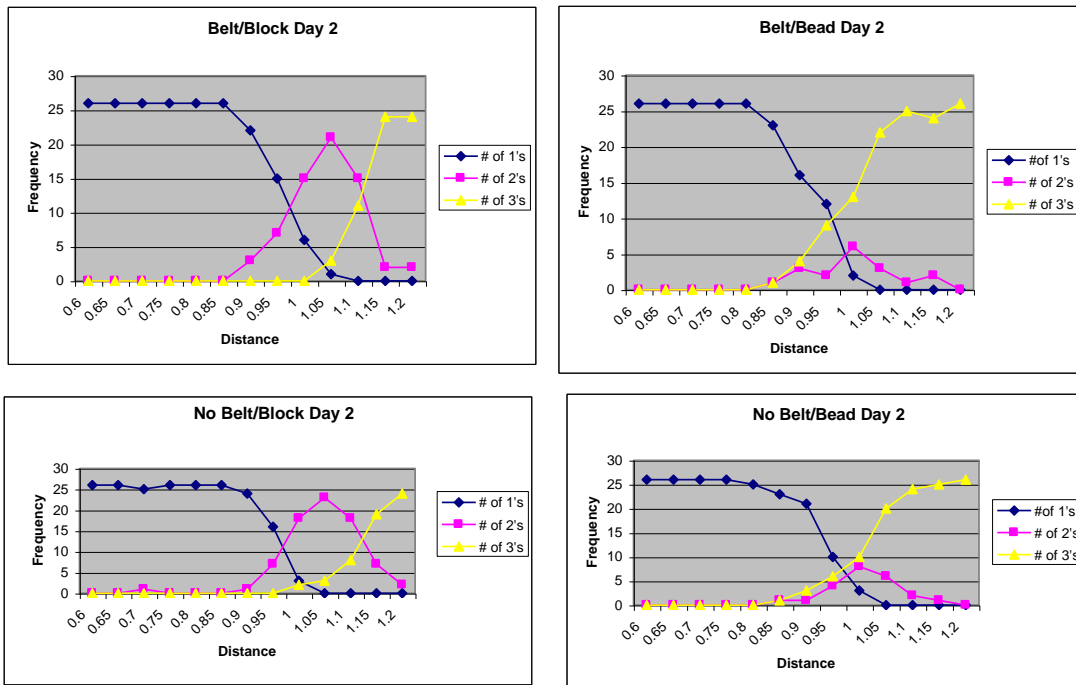 Belt/Block Day 2
30
25
20
15
10
5
0
Frequency
0.6 0.65 0.7 0.75 0.8 0.85 0.9 0.95 1 1.05 1.1 1.15 1.2
Distance
# of 1's
# of 2's
# of 3's
Belt/Bead Day 2
30
25
20
15
10
5
0
Frequency
0.6 0.65 0.7 0.75 0.8 0.85 0.9 0.95 1 1.05 1.1 1.15 1.2
Distance
#of 1's
# of 2's
# of 3's
No Belt/Block Day 2
30
25
20
15
10
5
0
Frequency
0.6 0.65 0.7 0.75 0.8 0.85 0.9 0.95 1 1.05 1.1 1.15 1.2
Distance
# of 1's
# of 2's
# of 3's
No Belt/Bead Day 2
30
25
20
15
10
5
0
Frequency
0.6 0.65 0.7 0.75 0.8 0.85 0.9 0.95 1 1.05 1.1 1.15 1.2
Distance
#of 1's
# of 2's
# of 3's